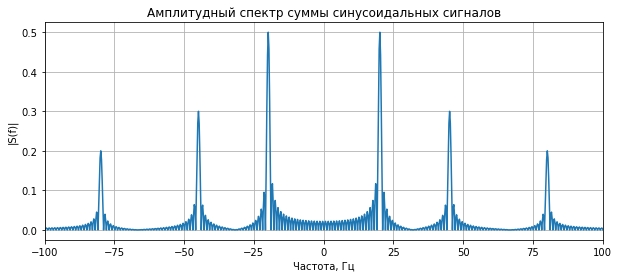 Амплитудный спектр суммы синусоидальных сигналов
0.5
0.4
0.3
0.2
0.1
0.0
|S(f)|
−100 −75 −50 −25 0 25 50 75 100
Частота, Гц